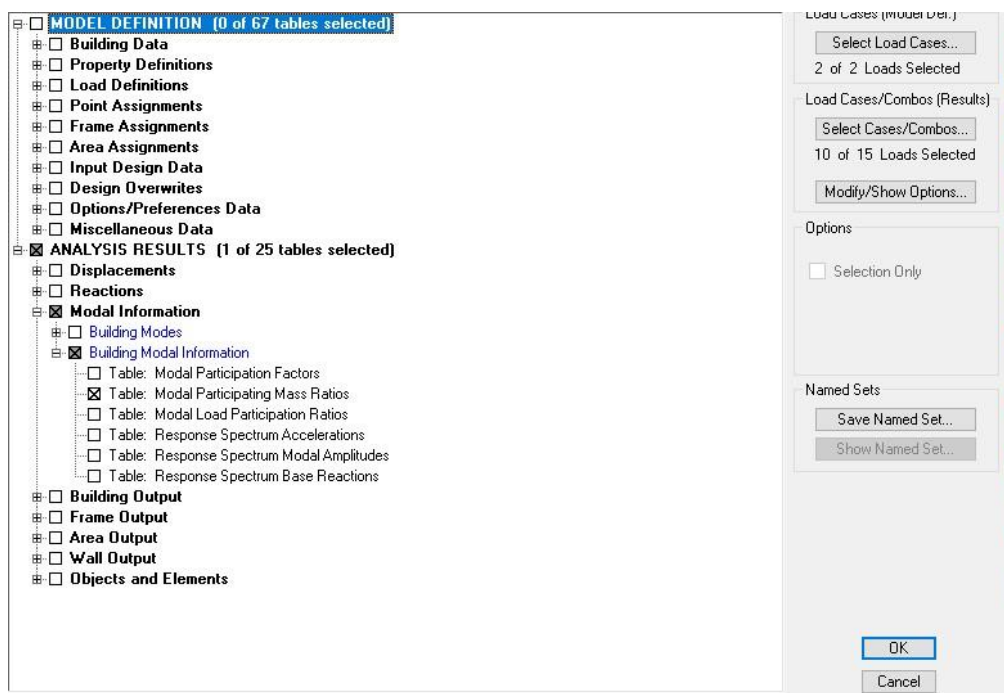 MODEL DEFINITION (0 of 67 tables selected)
Building Data
Property Definitions
Load Definitions
Point Assignments
Frame Assignments
Area Assignments
Input Design Data
Design Overwrites
Options/Preferences Data
Miscellaneous Data
ANALYSIS RESULTS (1 of 25 tables selected)
Displacements
Reactions
Modal Information
Building Modes
Building Modal Information
Table: Modal Participation Factors
Table: Modal Participating Mass Ratios
Table: Modal Load Participation Ratios
Table: Response Spectrum Accelerations
Table: Response Spectrum Modal Amplitudes
Table: Response Spectrum Base Reactions
Building Output
Frame Output
Area Output
Wall Output
Objects and Elements
Load Cases (Model Def.)
Select Load Cases...
2 of 2 Loads Selected
Load Cases/Combos (Results)
Select Cases/Combos...
10 of 15 Loads Selected
Modify/Show Options...
Options
Selection Only
Named Sets
Save Named Set...
Show Named Set...
OK
Cancel